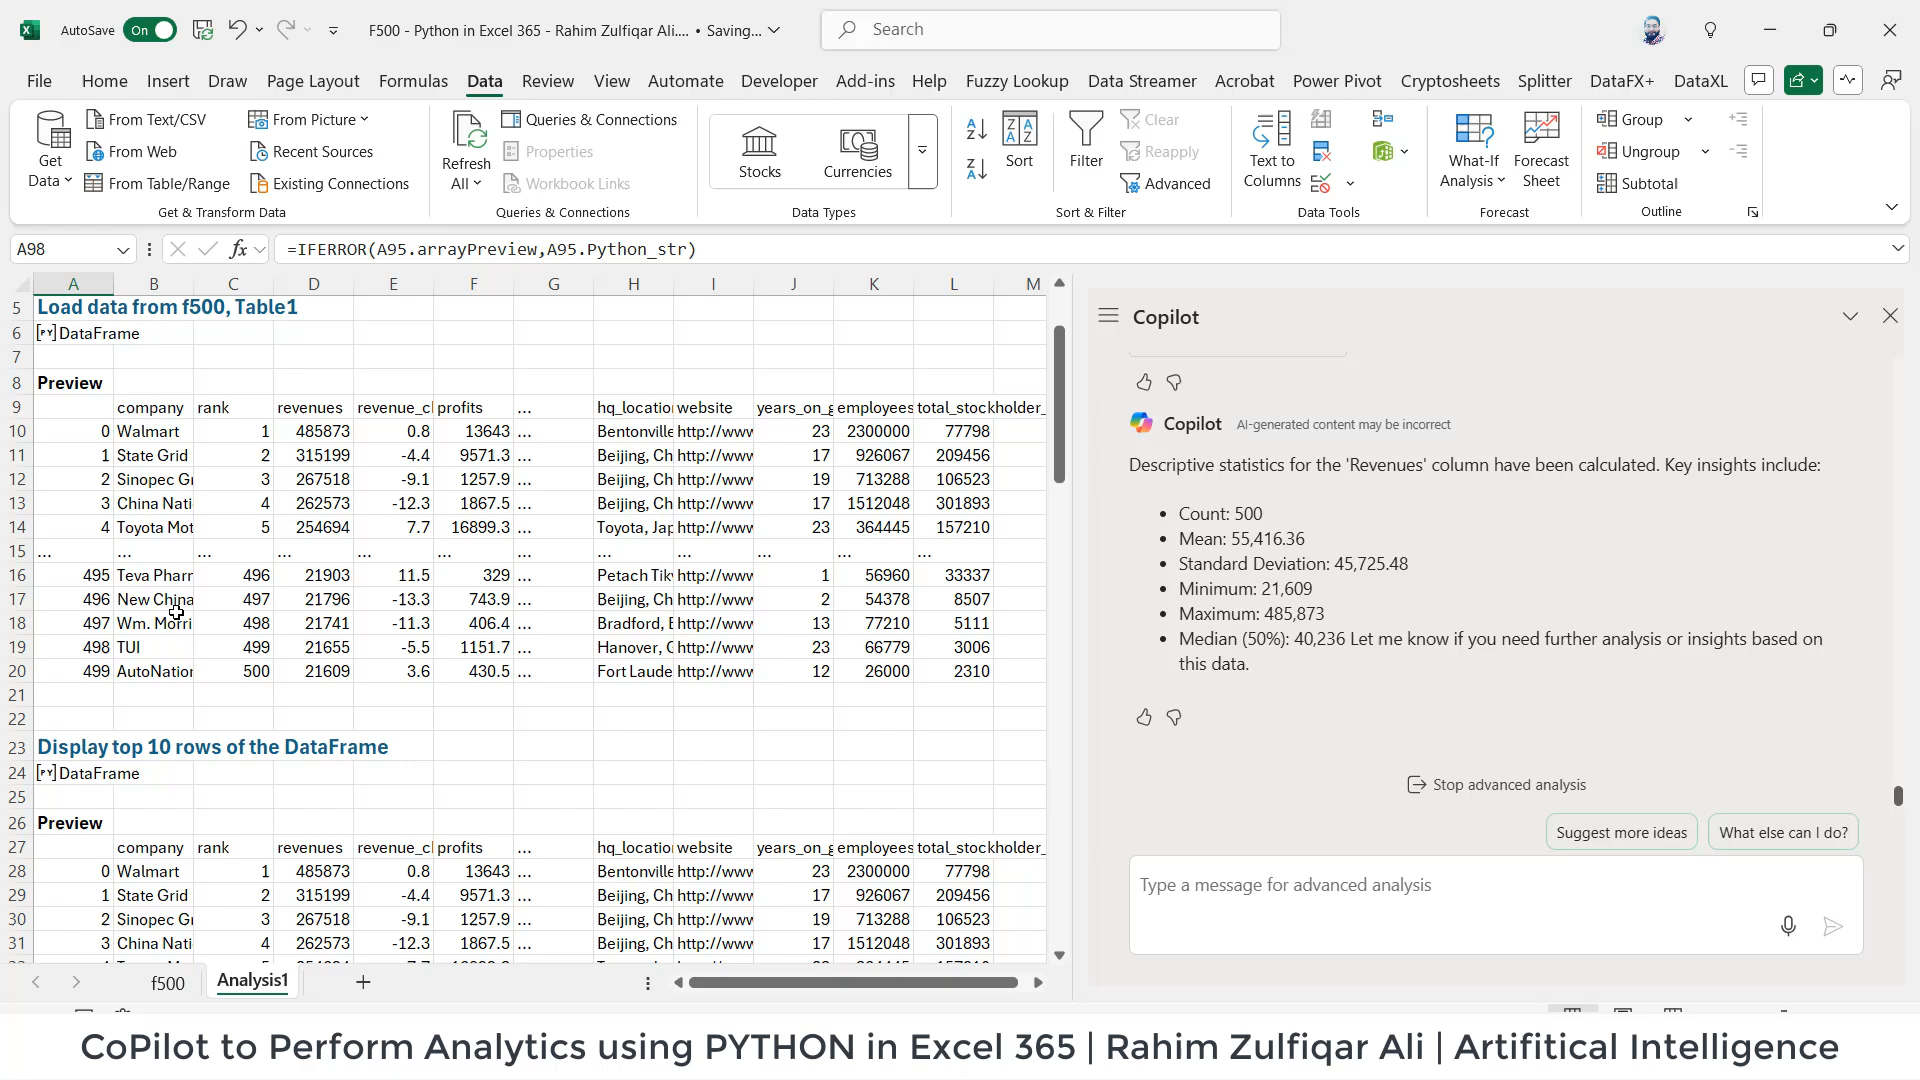 AutoSave On F500 - Python in Excel 365 - Rahim Zulfiqar Ali.... • Saving... Search
File Home Insert Draw Page Layout Formulas Data Review View Automate Developer Add-ins Help Fuzzy Lookup Data Streamer Acrobat Power Pivot Cryptosheets Splitter DataFX+ DataXL
Get Data
From Text/CSV
From Web
From Table/Range
From Picture
Recent Sources
Existing Connections
Get & Transform Data
Refresh All
Queries & Connections
Properties
Workbook Links
Queries & Connections
Stocks
Currencies
Data Types
Sort
Filter
Clear
Reapply
Advanced
Sort & Filter
Text to Columns
Data Tools
What-If Analysis
Forecast Sheet
Forecast
Group
Ungroup
Subtotal
Outline
A98 fx =IFERROR(A95.arrayPreview,A95.Python_str)
A B C D E F G H I J K L M
5 Load data from f500, Table1
6 [PY] DataFrame
7
8 Preview
9 company rank revenues revenue_cl profits ... hq_locatio website years_on_g employees total_stockholder_
10 0 Walmart 1 485873 0.8 13643 ... Bentonville http://www 23 2300000 77798
11 1 State Grid 2 315199 -4.4 9571.3 ... Beijing, Ch http://www 17 926067 209456
12 2 Sinopec Gr 3 267518 -9.1 1257.9 ... Beijing, Ch http://www 19 713288 106523
13 3 China Nati 4 262573 -12.3 1867.5 ... Beijing, Ch http://www 17 1512048 301893
14 4 Toyota Mot 5 254694 7.7 16899.3 ... Toyota, Jap http://www 23 364445 157210
15 ... ... ... ... ... ... ... ... ... ... ... ...
16 495 Teva Pharr 496 21903 11.5 329 ... Petach Tik http://www 1 56960 33337
17 496 New China 497 21796 -13.3 743.9 ... Beijing, Ch http://www 2 54378 8507
18 497 Wm. Morri 498 21741 -11.3 406.4 ... Bradford, E http://www 13 77210 5111
19 498 TUI 499 21655 -5.5 1151.7 ... Hanover, G http://www 23 66779 3006
20 499 AutoNation 500 21609 3.6 430.5 ... Fort Laude http://www 12 26000 2310
21
22
23 Display top 10 rows of the DataFrame
24 [PY] DataFrame
25
26 Preview
27 company rank revenues revenue_cl profits ... hq_locatio website years_on_g employees total_stockholder_
28 0 Walmart 1 485873 0.8 13643 ... Bentonville http://www 23 2300000 77798
29 1 State Grid 2 315199 -4.4 9571.3 ... Beijing, Ch http://www 17 926067 209456
30 2 Sinopec Gr 3 267518 -9.1 1257.9 ... Beijing, Ch http://www 19 713288 106523
31 3 China Nati 4 262573 -12.3 1867.5 ... Beijing, Ch http://www 17 1512048 301893
f500 Analysis1
Copilot
Copilot AI-generated content may be incorrect
Descriptive statistics for the 'Revenues' column have been calculated. Key insights include:
• Count: 500
• Mean: 55,416.36
• Standard Deviation: 45,725.48
• Minimum: 21,609
• Maximum: 485,873
• Median (50%): 40,236 Let me know if you need further analysis or insights based on
this data.
Stop advanced analysis
Suggest more ideas What else can I do?
Type a message for advanced analysis
CoPilot to Perform Analytics using PYTHON in Excel 365 | Rahim Zulfiqar Ali | Artifitical Intelligence